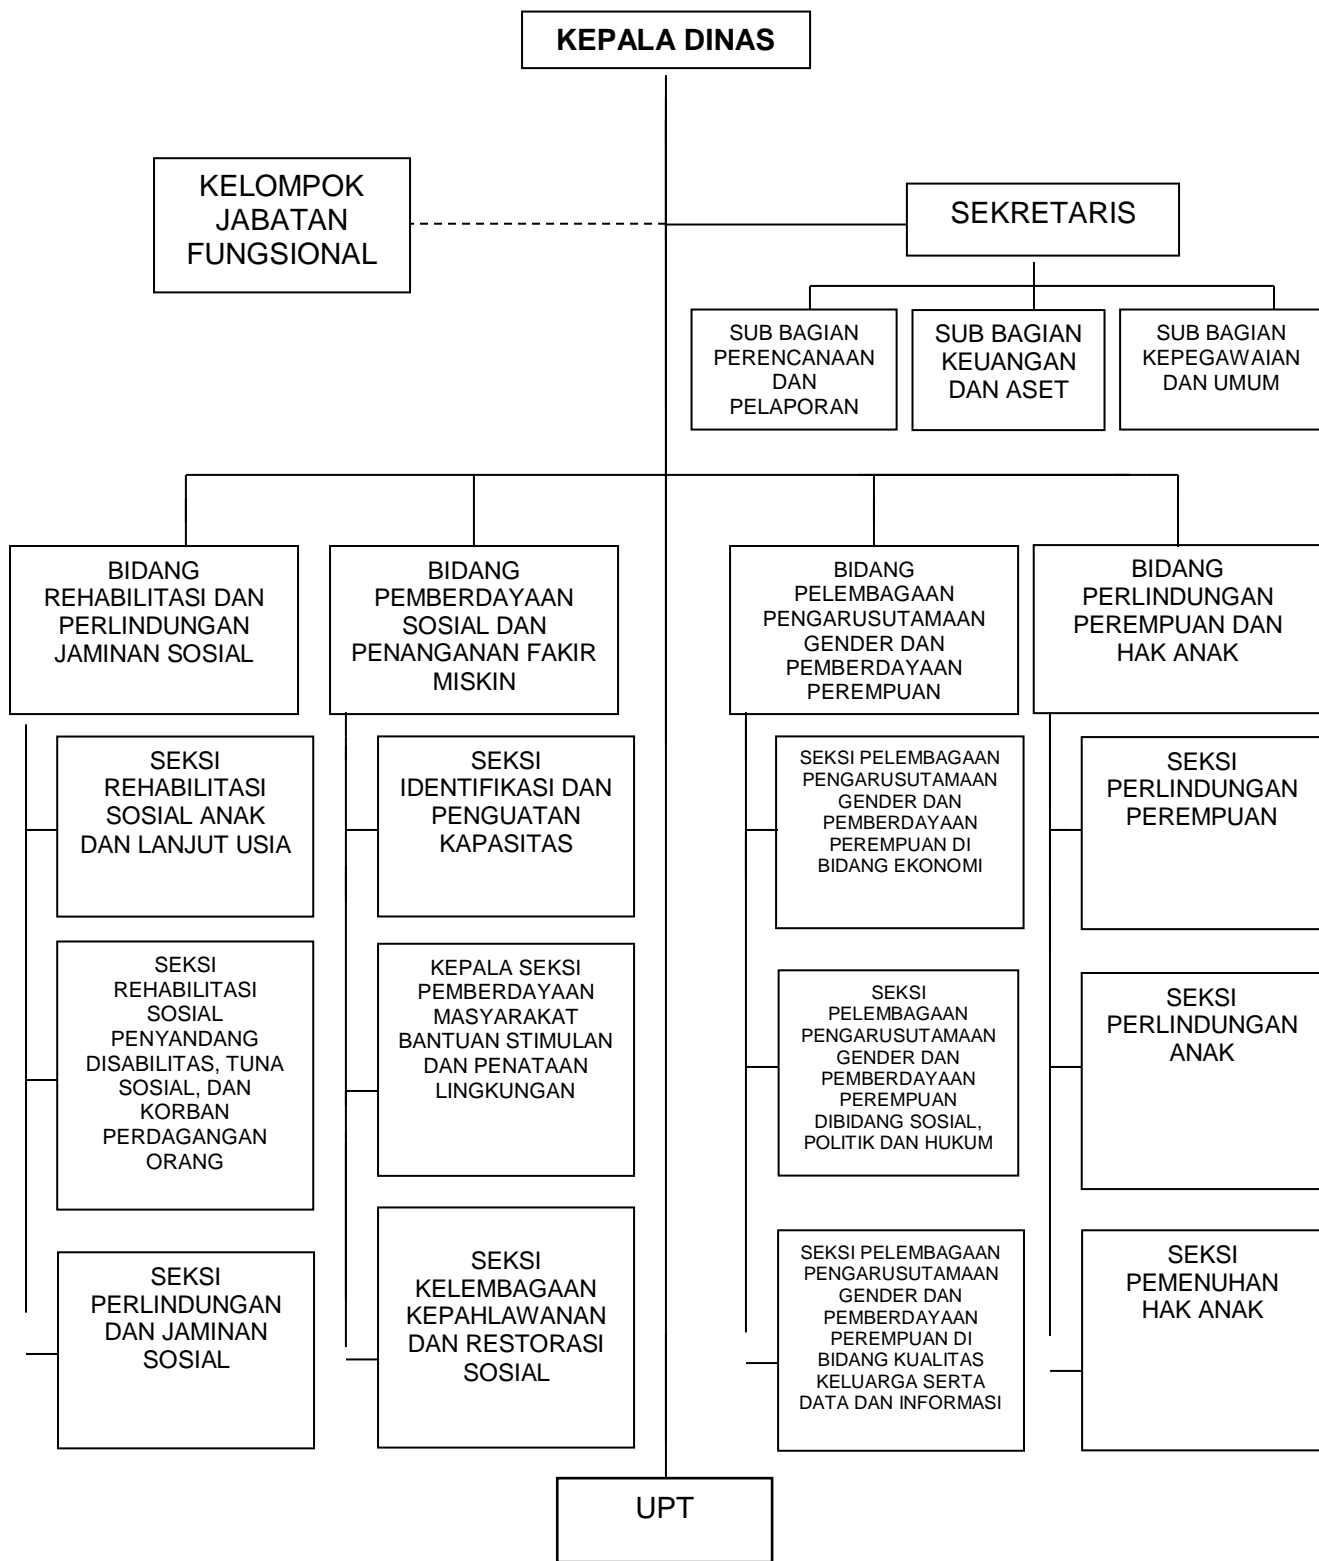 KEPALA DINAS
KELOMPOK
JABATAN
FUNGSIONAL
SEKRETARIS
SUB BAGIAN
PERENCANAAN
DAN
PELAPORAN
SUB BAGIAN
KEUANGAN
DAN ASET
SUB BAGIAN
KEPEGAWAIAN
DAN UMUM
BIDANG
REHABILITASI DAN
PERLINDUNGAN
JAMINAN SOSIAL
BIDANG
PEMBERDAYAAN
SOSIAL DAN
PENANGANAN FAKIR
MISKIN
BIDANG
PELEMBAGAAN
PENGARUSUTAMAAN
GENDER DAN
PEMBERDAYAAN
PEREMPUAN
BIDANG
PERLINDUNGAN
PEREMPUAN DAN
HAK ANAK
SEKSI
REHABILITASI
SOSIAL ANAK
DAN LANJUT USIA
SEKSI
IDENTIFIKASI DAN
PENGUATAN
KAPASITAS
SEKSI PELEMBAGAAN
PENGARUSUTAMAAN
GENDER DAN
PEMBERDAYAAN
PEREMPUAN DI
BIDANG EKONOMI
SEKSI
PERLINDUNGAN
PEREMPUAN
SEKSI
REHABILITASI
SOSIAL
PENYANDANG
DISABILITAS, TUNA
SOSIAL, DAN
KORBAN
PERDAGANGAN
ORANG
KEPALA SEKSI
PEMBERDAYAAN
MASYARAKAT
BANTUAN STIMULAN
DAN PENATAAN
LINGKUNGAN
SEKSI
PELEMBAGAAN
PENGARUSUTAMAAN
GENDER DAN
PEMBERDAYAAN
PEREMPUAN
DIBIDANG SOSIAL,
POLITIK DAN HUKUM
SEKSI
PERLINDUNGAN
ANAK
SEKSI
PERLINDUNGAN
DAN JAMINAN
SOSIAL
SEKSI
KELEMBAGAAN
KEPAHLAWANAN
DAN RESTORASI
SOSIAL
SEKSI PELEMBAGAAN
PENGARUSUTAMAAN
GENDER DAN
PEMBERDAYAAN
PEREMPUAN DI
BIDANG KUALITAS
KELUARGA SERTA
DATA DAN INFORMASI
SEKSI
PEMENUHAN
HAK ANAK
UPT